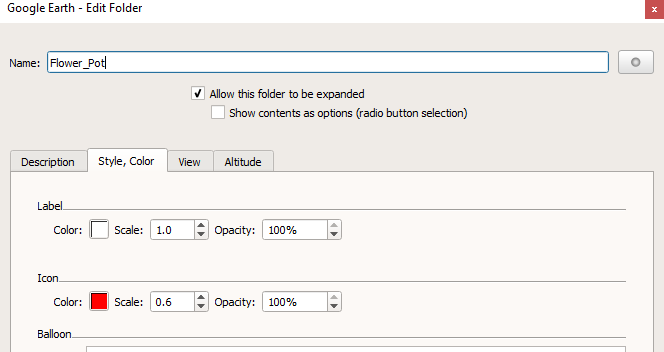 Google Earth - Edit Folder
x
Name: Flower_Pot
Allow this folder to be expanded
Show contents as options (radio button selection)
Description Style, Color View Altitude
Label
Color: Scale: 1.0 Opacity: 100%
Icon
Color: Scale: 0.6 Opacity: 100%
Balloon